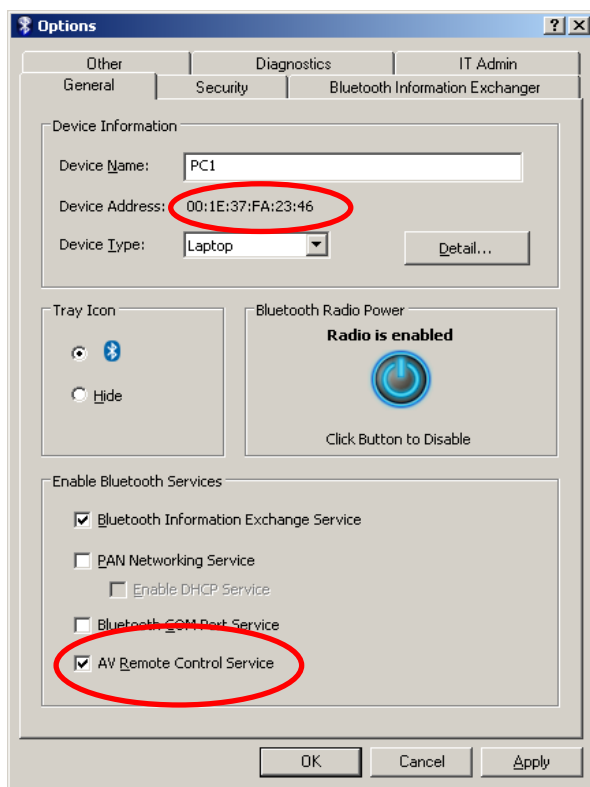 Options
Other Diagnostics IT Admin
General Security Bluetooth Information Exchanger
Device Information
Device Name: PC1
Device Address: 00:1E:37:FA:23:46
Device Type: Laptop Detail...
Tray Icon Bluetooth Radio Power
Radio is enabled
Hide
Click Button to Disable
Enable Bluetooth Services
Bluetooth Information Exchange Service
PAN Networking Service
Enable DHCP Service
Bluetooth COM Port Service
AV Remote Control Service
OK Cancel Apply